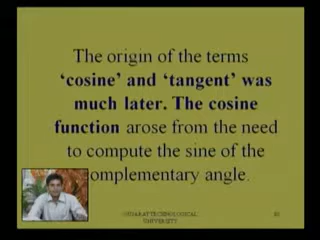 The origin of the terms
‘cosine’ and ‘tangent’ was
much later. The cosine
function arose from the need
to compute the sine of the
complementary angle.
GUJARAT TECHNOLOGICAL
UNIVERSITY